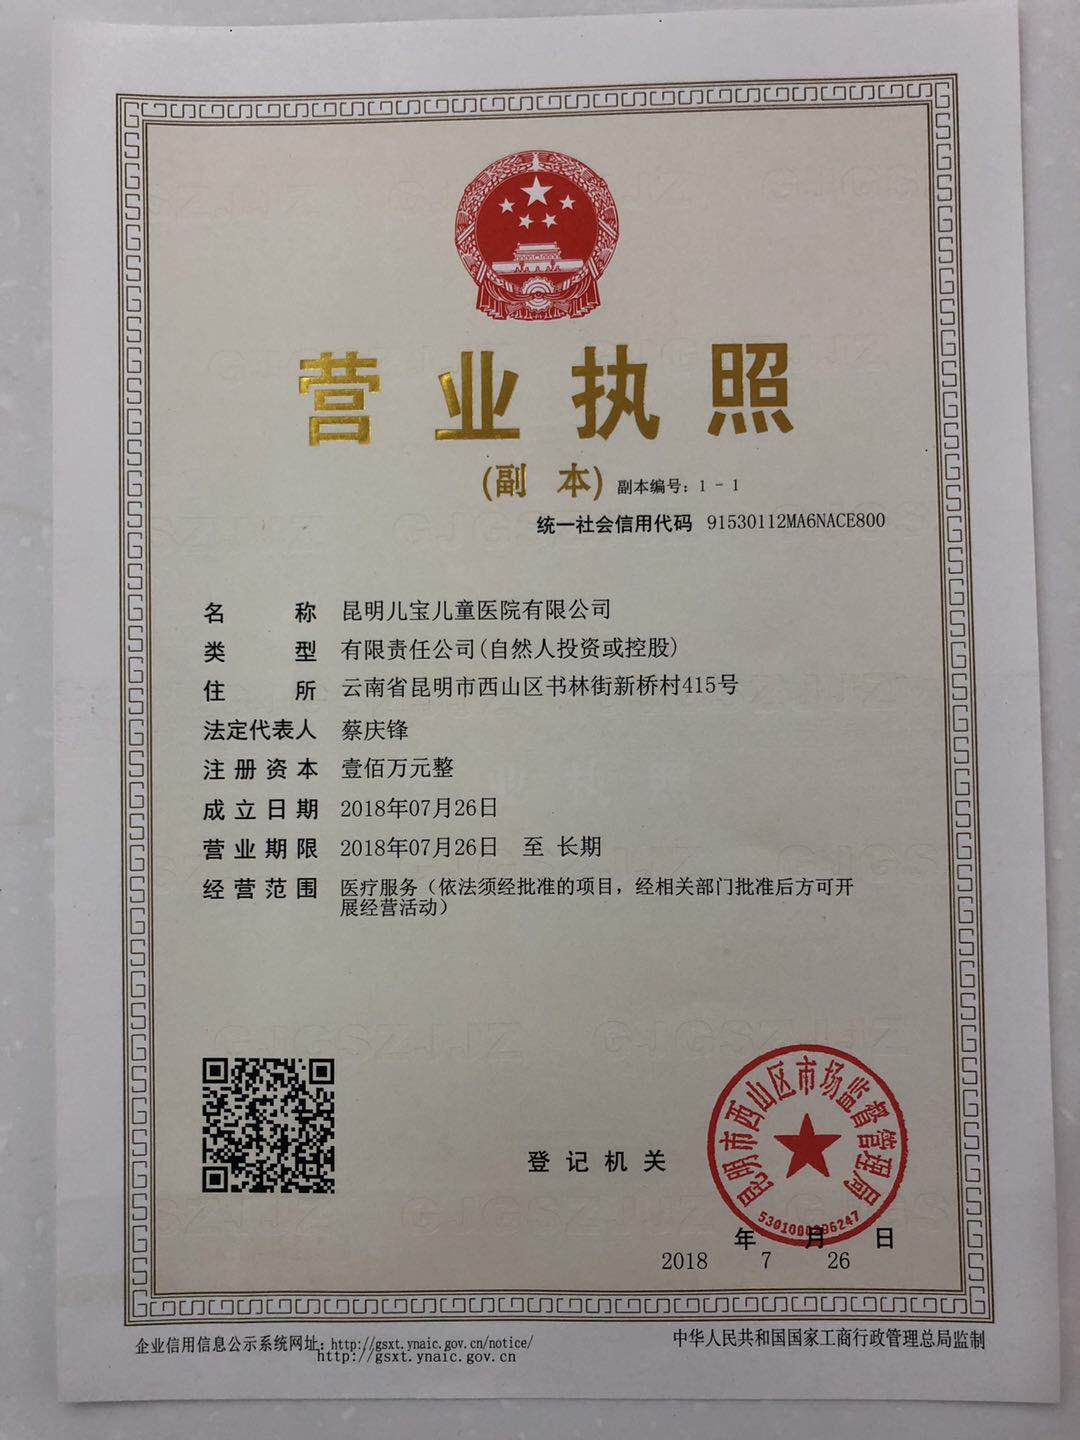 营业执照
(副 本) 副本编号：1 - 1
统一社会信用代码 91530112MA6NACE800
名 称 昆明儿宝儿童医院有限公司
类 型 有限责任公司(自然人投资或控股)
住 所 云南省昆明市西山区书林街新桥村415号
法定代表人 蔡庆锋
注册资本 壹佰万元整
成立日期 2018年07月26日
营业期限 2018年07月26日 至 长期
经营范围 医疗服务（依法须经批准的项目，经相关部门批准后方可开
展经营活动）
昆明市西山区市场监督管理局
登记机关
年 月 日
2018 7 26
企业信用信息公示系统网址：http://gsxt.ynaic.gov.cn/notice/
http://gsxt.ynaic.gov.cn
中华人民共和国国家工商行政管理总局监制